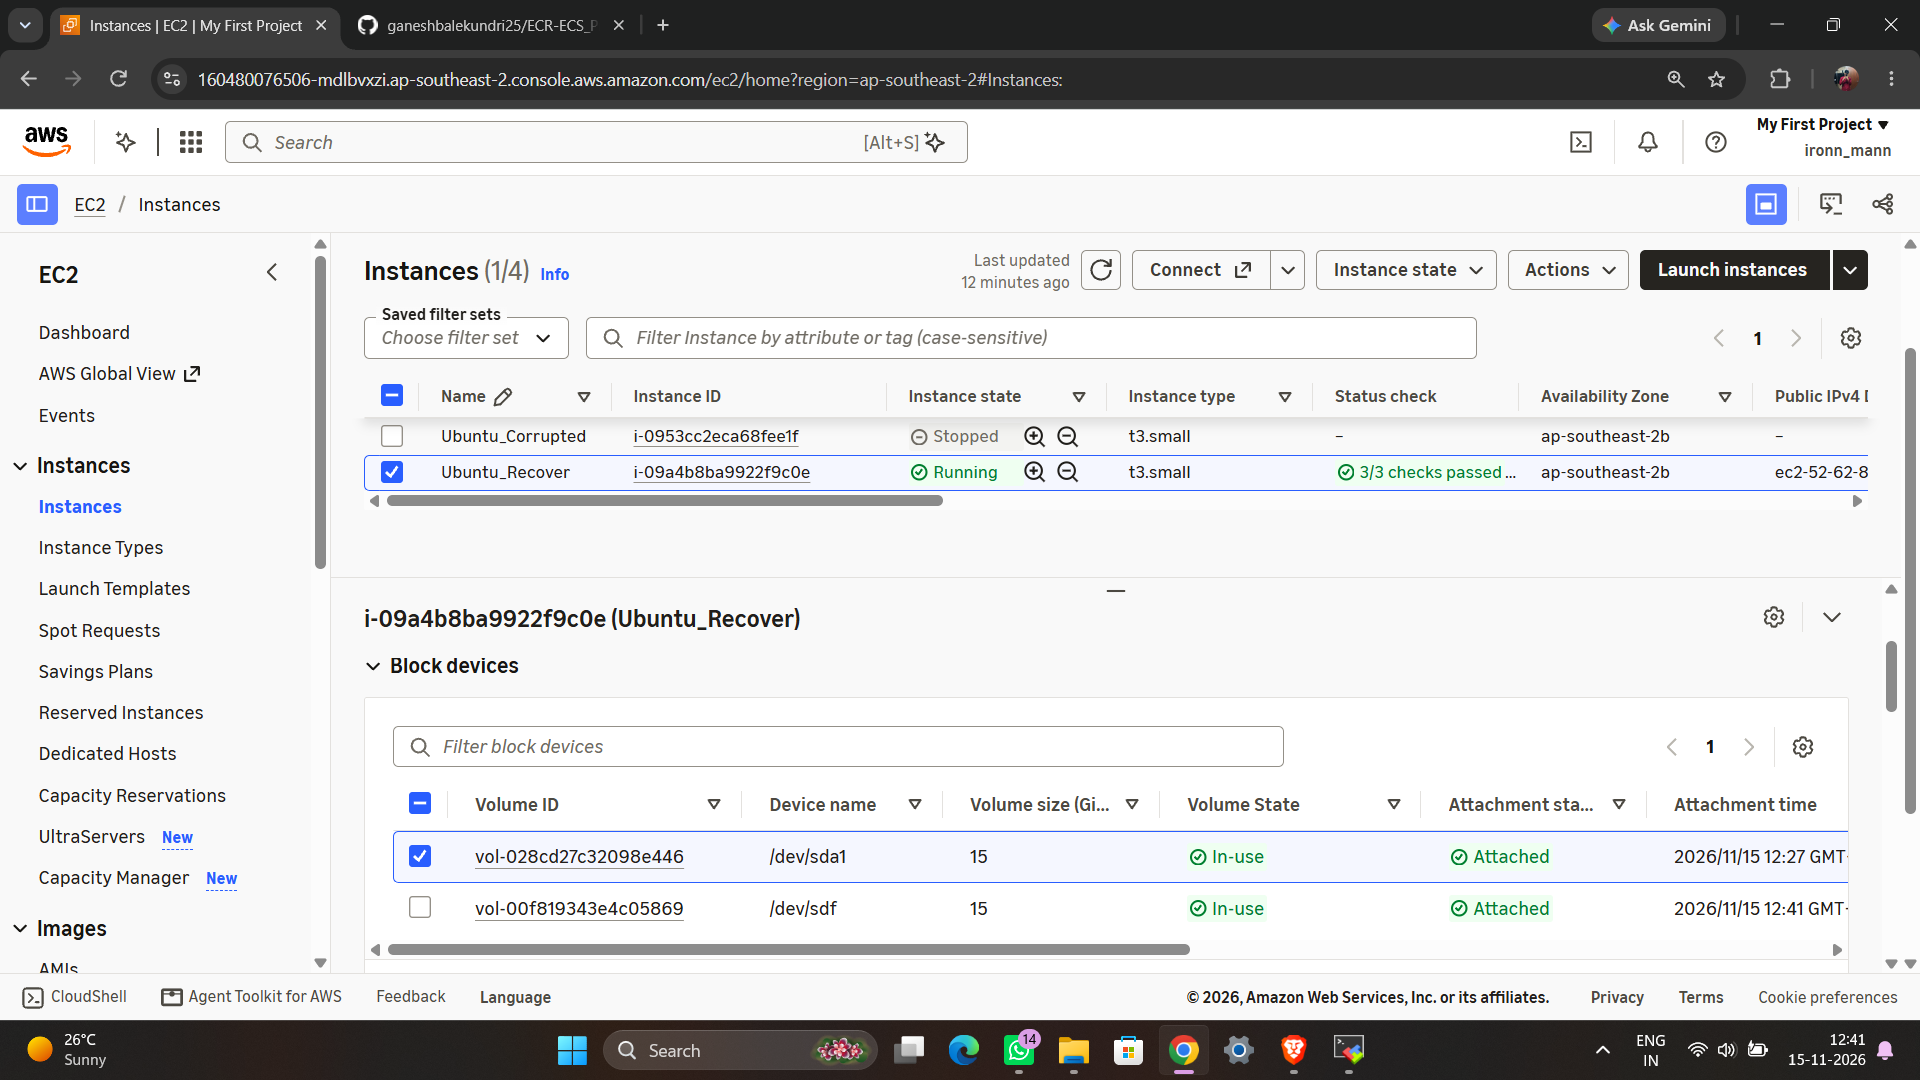 Instances | EC2 | My First Project
ganeshbalekundri25/ECR-ECS_P
Ask Gemini
160480076506-mdlbvxzi.ap-southeast-2.console.aws.amazon.com/ec2/home?region=ap-southeast-2#Instances:
aws
Search
[Alt+S]
My First Project
ironn_mann
EC2 / Instances
EC2
Dashboard
AWS Global View
Events
Instances
Instances
Instance Types
Launch Templates
Spot Requests
Savings Plans
Reserved Instances
Dedicated Hosts
Capacity Reservations
UltraServers New
Capacity Manager New
Images
AMIs
Instances (1/4) Info
Last updated
12 minutes ago
Connect
Instance state
Actions
Launch instances
Saved filter sets
Choose filter set
Filter Instance by attribute or tag (case-sensitive)
1
Name Instance ID Instance state Instance type Status check Availability Zone Public IPv4 D
Ubuntu_Corrupted i-0953cc2eca68fee1f Stopped t3.small – ap-southeast-2b –
Ubuntu_Recover i-09a4b8ba9922f9c0e Running t3.small 3/3 checks passed ... ap-southeast-2b ec2-52-62-8
i-09a4b8ba9922f9c0e (Ubuntu_Recover)
Block devices
Filter block devices
1
Volume ID Device name Volume size (Gi... Volume State Attachment sta... Attachment time
vol-028cd27c32098e446 /dev/sda1 15 In-use Attached 2026/11/15 12:27 GMT-
vol-00f819343e4c05869 /dev/sdf 15 In-use Attached 2026/11/15 12:41 GMT-
CloudShell
Agent Toolkit for AWS
Feedback
Language
© 2026, Amazon Web Services, Inc. or its affiliates.
Privacy
Terms
Cookie preferences
26°C
Sunny
Search
14
ENG
IN
12:41
15-11-2026